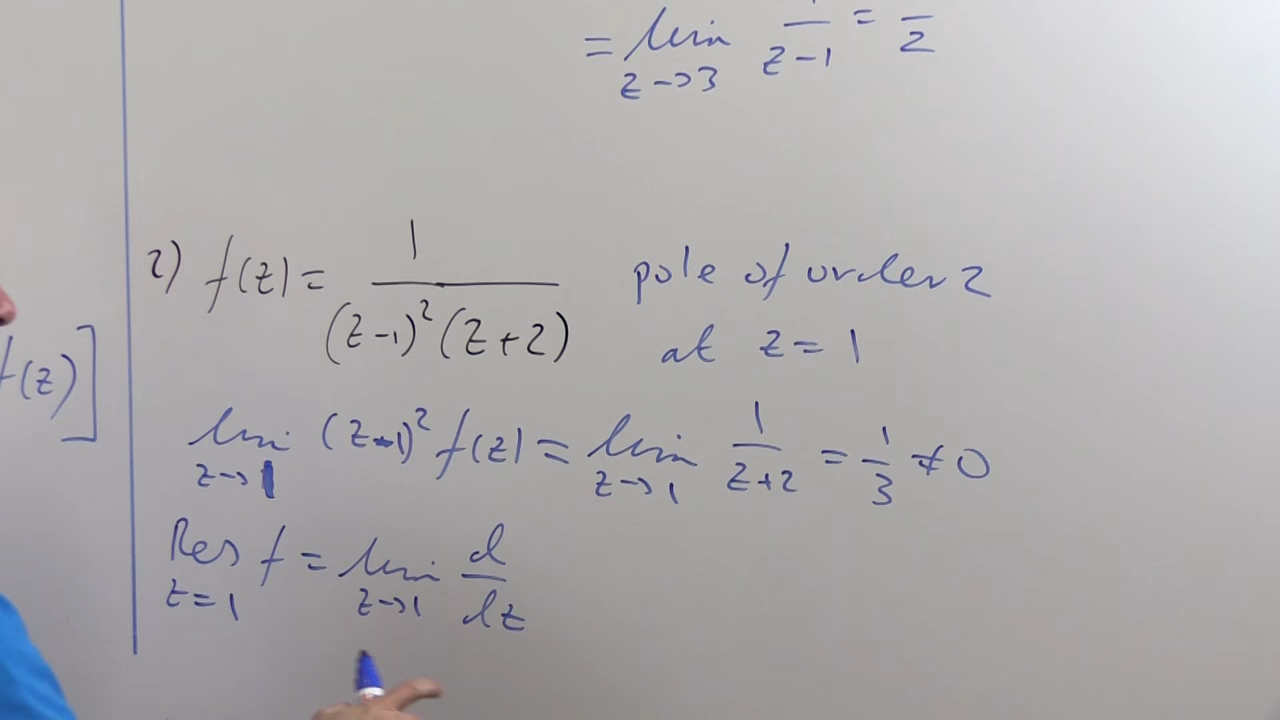 = lim 1/(z-1) = 1/2
z→3
f(z)]
2) f(z) = 1/((z-1)²(z+2)) pole of order 2
at z = 1
lim (z-1)² f(z) = lim 1/(z+2) = 1/3 ≠ 0
z→1 z→1
Res f = lim d/dz
z=1 z→1